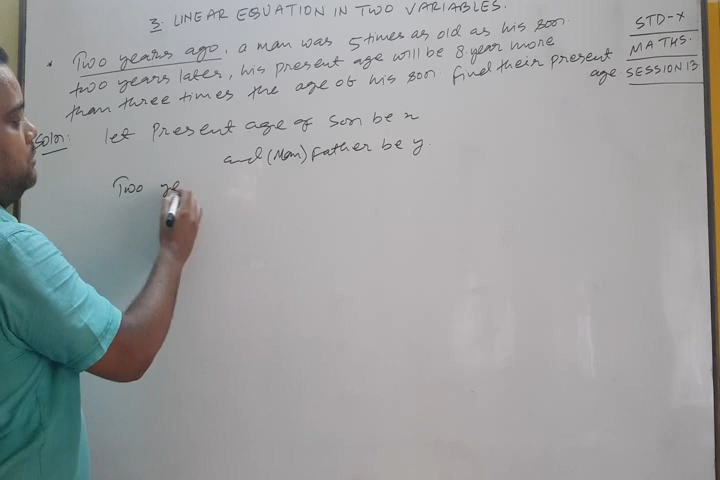 3. LINEAR EQUATION IN TWO VARIABLES.
STD-X
MATHS.
SESSION 13
* Two years ago, a man was 5 times as old as his son.
two years later, his present age will be 8 year more
than three times the age of his son find their present
age
Soln: let Present age of Son be x
and (Man) Father be y.
Two ye